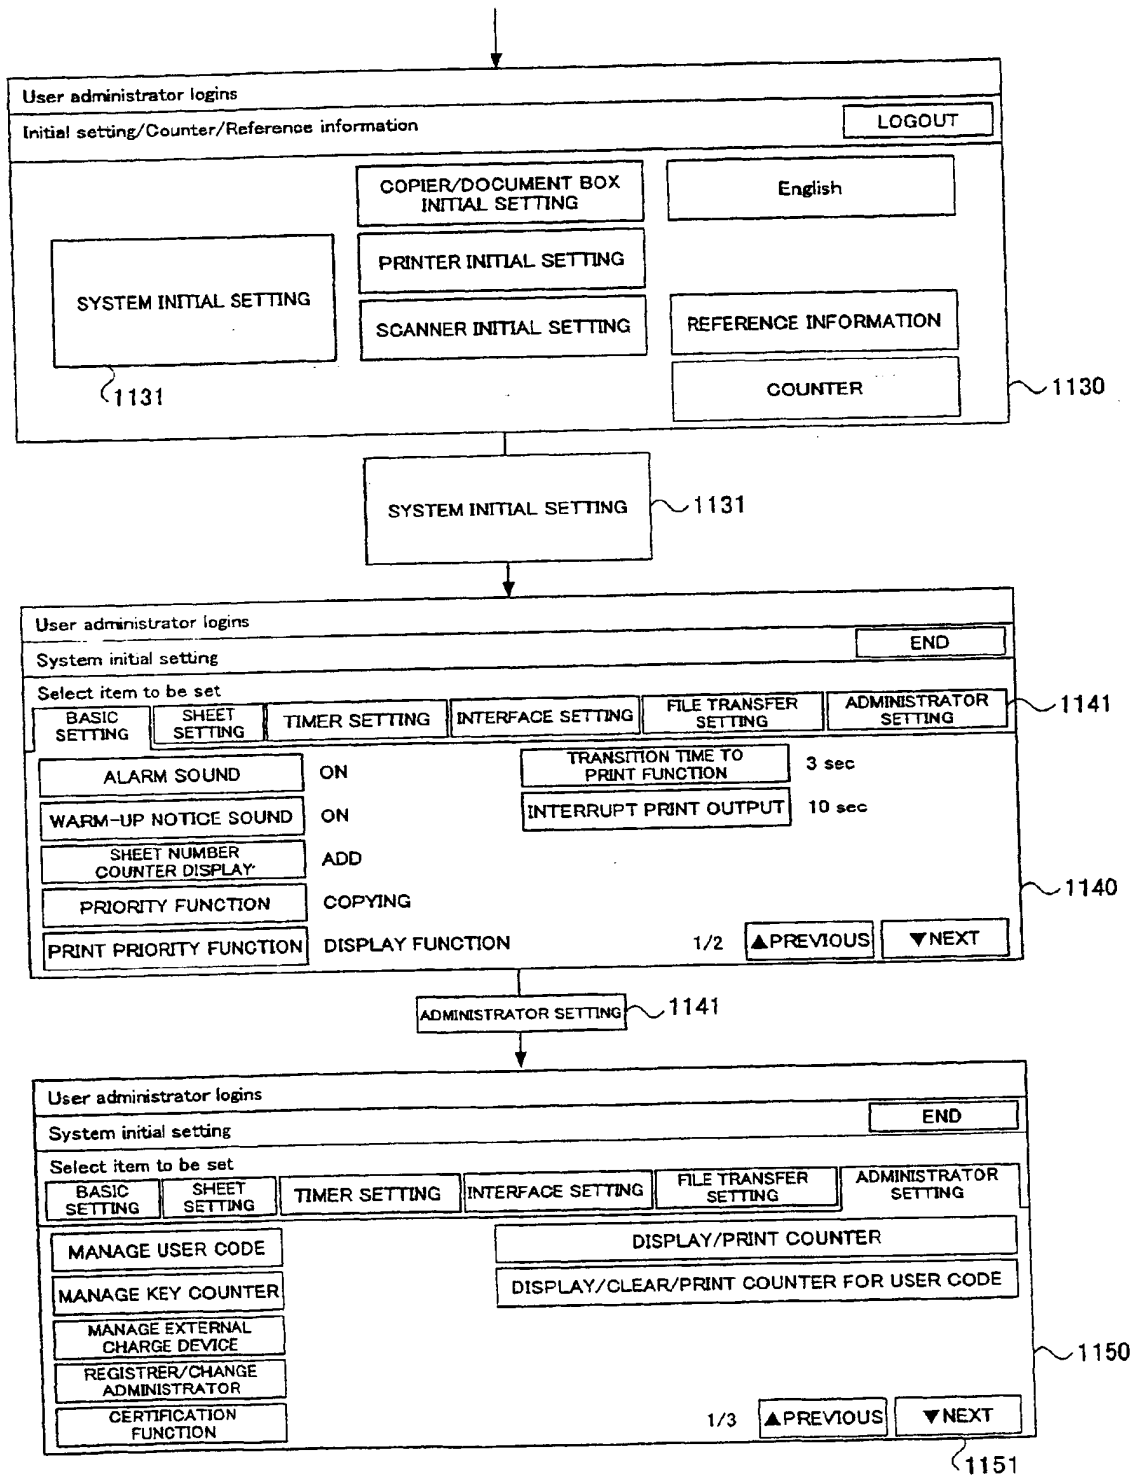 User administrator logins
Initial setting/Counter/Reference information
LOGOUT
COPIER/DOCUMENT BOX
INITIAL SETTING
English
SYSTEM INITIAL SETTING
PRINTER INITIAL SETTING
SCANNER INITIAL SETTING
REFERENCE INFORMATION
COUNTER
1131
1130
SYSTEM INITIAL SETTING
1131
User administrator logins
System initial setting
END
Select item to be set
BASIC
SETTING
SHEET
SETTING
TIMER SETTING
INTERFACE SETTING
FILE TRANSFER
SETTING
ADMINISTRATOR
SETTING
1141
ALARM SOUND
ON
TRANSITION TIME TO
PRINT FUNCTION
3 sec
WARM-UP NOTICE SOUND
ON
INTERRUPT PRINT OUTPUT
10 sec
SHEET NUMBER
COUNTER DISPLAY
ADD
PRIORITY FUNCTION
COPYING
1140
PRINT PRIORITY FUNCTION
DISPLAY FUNCTION
1/2
▲PREVIOUS
▼NEXT
ADMINISTRATOR SETTING
1141
User administrator logins
System initial setting
END
Select item to be set
BASIC
SETTING
SHEET
SETTING
TIMER SETTING
INTERFACE SETTING
FILE TRANSFER
SETTING
ADMINISTRATOR
SETTING
MANAGE USER CODE
DISPLAY/PRINT COUNTER
MANAGE KEY COUNTER
DISPLAY/CLEAR/PRINT COUNTER FOR USER CODE
MANAGE EXTERNAL
CHARGE DEVICE
1150
REGISTRER/CHANGE
ADMINISTRATOR
CERTIFICATION
FUNCTION
1/3
▲PREVIOUS
▼NEXT
1151